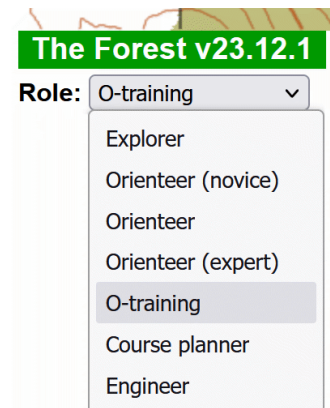 The Forest v23.12.1
Role: O-training
Explorer
Orienteer (novice)
Orienteer
Orienteer (expert)
O-training
Course planner
Engineer